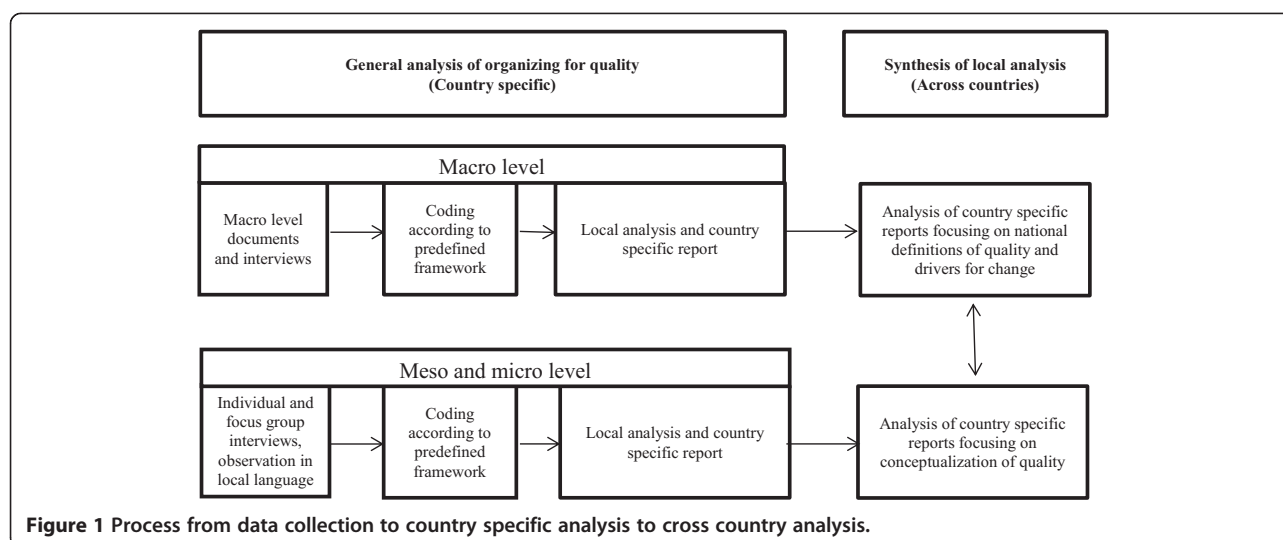 General analysis of organizing for quality
(Country specific)
Synthesis of local analysis
(Across countries)
Macro level
Macro level
documents
and interviews
Coding
according to
predefined
framework
Local analysis and country
specific report
Analysis of country specific
reports focusing on national
definitions of quality and
drivers for change
Meso and micro level
Individual and
focus group
interviews,
observation in
local language
Coding
according to
predefined
framework
Local analysis and country
specific report
Analysis of country specific
reports focusing on
conceptualization of quality
Figure 1 Process from data collection to country specific analysis to cross country analysis.